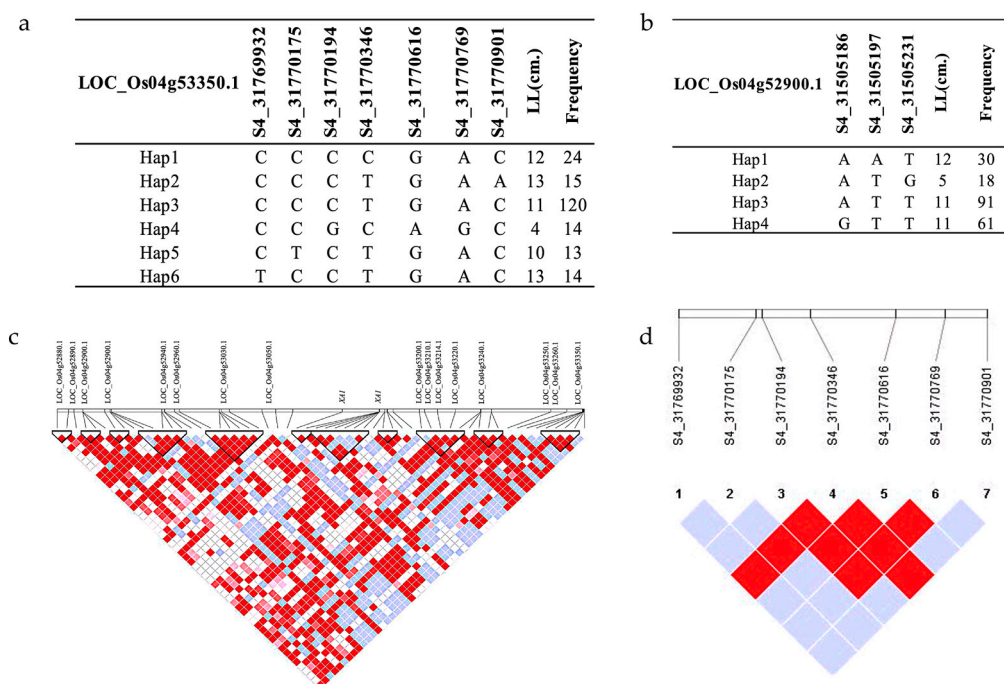 a
LOC_Os04g53350.1 S4_31769932 S4_31770175 S4_31770194 S4_31770346 S4_31770616 S4_31770769 S4_31770901 LL(cm.) Frequency
Hap1 C C C C G A C 12 24
Hap2 C C C T G A A 13 15
Hap3 C C C T G A C 11 120
Hap4 C C G C A G C 4 14
Hap5 C T C T G A C 10 13
Hap6 T C C T G A C 13 14
b
LOC_Os04g52900.1 S4_31505186 S4_31505197 S4_31505231 LL(cm.) Frequency
Hap1 A A T 12 30
Hap2 A T G 5 18
Hap3 A T T 11 91
Hap4 G T T 11 61
c
LOC_Os04g52880.1
LOC_Os04g52890.1
LOC_Os04g52900.1
LOC_Os04g52900.1
LOC_Os04g52940.1
LOC_Os04g52960.1
LOC_Os04g53030.1
LOC_Os04g53050.1
LOC_Os04g53200.1
LOC_Os04g53210.1
LOC_Os04g53214.1
LOC_Os04g53220.1
LOC_Os04g53240.1
LOC_Os04g53250.1
LOC_Os04g53260.1
LOC_Os04g53350.1
d
S4_31769932
S4_31770175
S4_31770194
S4_31770346
S4_31770616
S4_31770769
S4_31770901
1 2 3 4 5 6 7